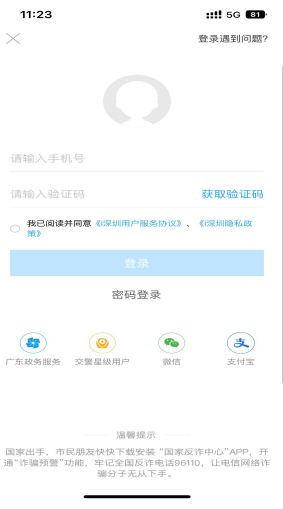 11:23
5G 81
登录遇到问题?
请输入手机号
请输入验证码 获取验证码
我已阅读并同意《i深圳用户服务协议》、《i深圳隐私政
策》
登录
密码登录
广东政务服务 交警星级用户 微信 支付宝
温馨提示
国家出手，市民朋友快快下载安装 "国家反诈中心"APP，开
通"诈骗预警"功能，牢记全国反诈电话96110，让电信网络诈
骗分子无从下手。